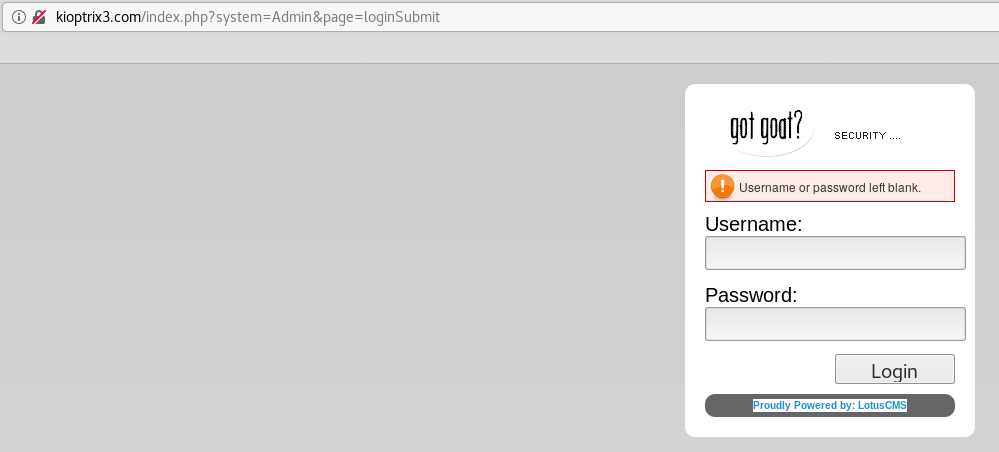 kioptrix3.com/index.php?system=Admin&page=loginSubmit
got goat? SECURITY ....
Username or password left blank.
Username:
Password:
Login
Proudly Powered by: LotusCMS